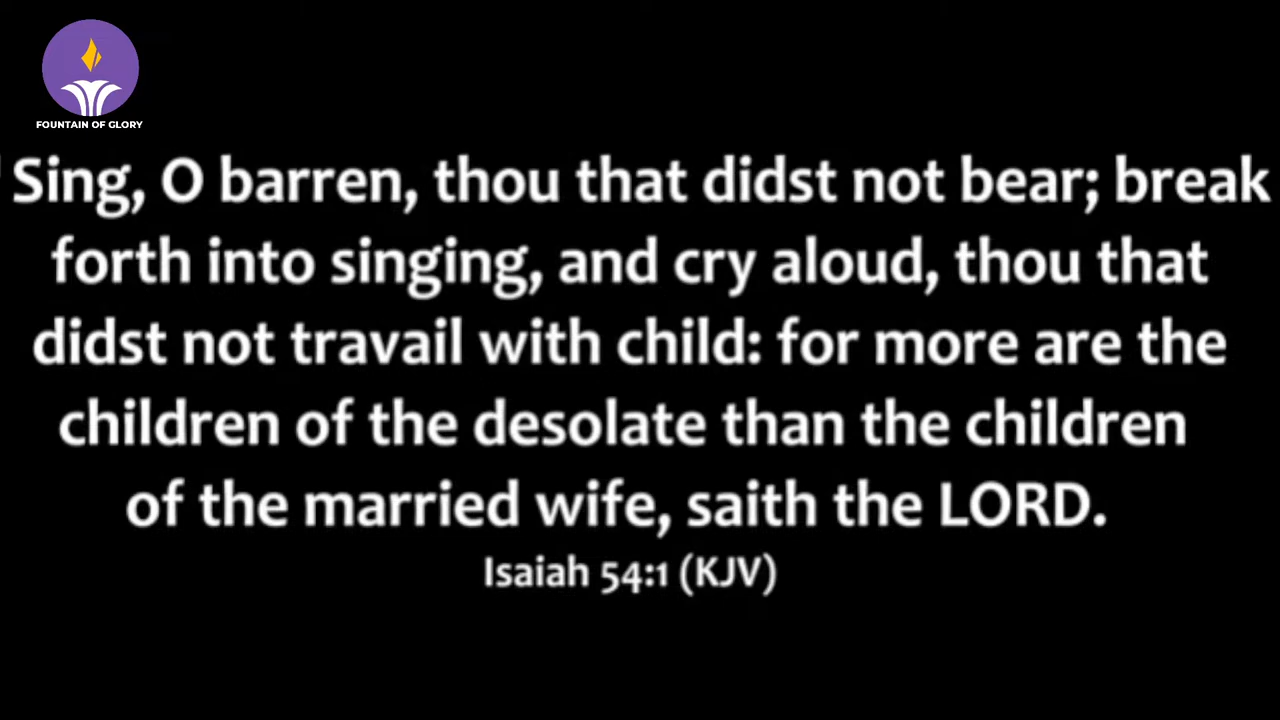 FOUNTAIN OF GLORY
Sing, O barren, thou that didst not bear; break
forth into singing, and cry aloud, thou that
didst not travail with child: for more are the
children of the desolate than the children
of the married wife, saith the LORD.
Isaiah 54:1 (KJV)